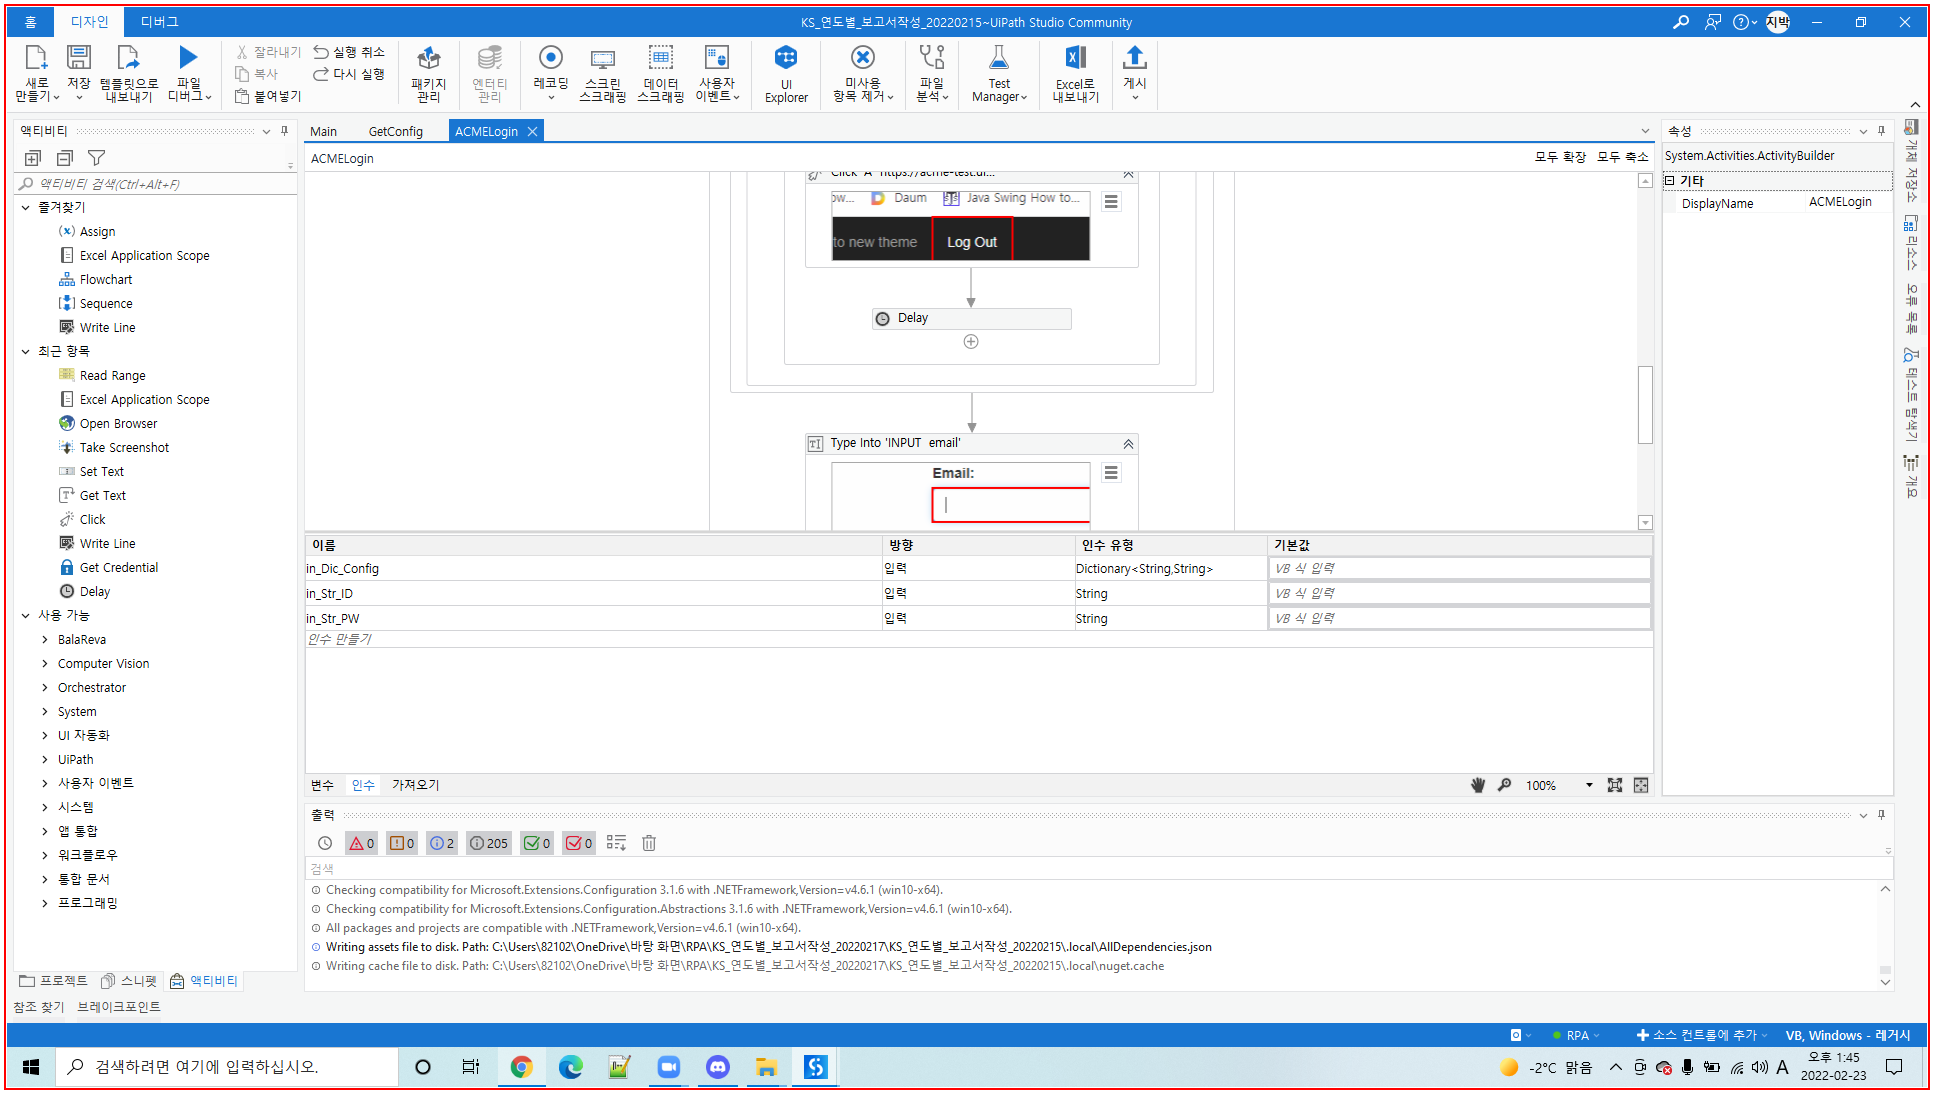 홈 디자인 디버그 KS_연도별_보고서작성_20220215~UiPath Studio Community 지박
새로 만들기
저장
템플릿으로 내보내기
파일 디버그
잘라내기
복사
붙여넣기
실행 취소
다시 실행
패키지 관리
엔터티 관리
레코딩
스크린 스크래핑
데이터 스크래핑
사용자 이벤트
UI Explorer
미사용 항목 제거
파일 분석
Test Manager
Excel로 내보내기
게시
액티비티
액티비티 검색(Ctrl+Alt+F)
즐겨찾기
Assign
Excel Application Scope
Flowchart
Sequence
Write Line
최근 항목
Read Range
Excel Application Scope
Open Browser
Take Screenshot
Set Text
Get Text
Click
Write Line
Get Credential
Delay
사용 가능
BalaReva
Computer Vision
Orchestrator
System
UI 자동화
UiPath
사용자 이벤트
시스템
앱 통합
워크플로우
통합 문서
프로그래밍
프로젝트 스니펫 액티비티
참조 찾기 브레이크포인트
Main GetConfig ACMELogin
ACMELogin 모두 확장 모두 축소
Click 'A https://acme-test.ui...
ow... Daum Java Swing How to...
to new theme Log Out
Delay
Type Into 'INPUT email'
Email:
이름 방향 인수 유형 기본값
in_Dic_Config 입력 Dictionary<String,String> VB 식 입력
in_Str_ID 입력 String VB 식 입력
in_Str_PW 입력 String VB 식 입력
인수 만들기
변수 인수 가져오기 100%
출력
0 0 2 205 0 0
검색
Checking compatibility for Microsoft.Extensions.Configuration 3.1.6 with .NETFramework,Version=v4.6.1 (win10-x64).
Checking compatibility for Microsoft.Extensions.Configuration.Abstractions 3.1.6 with .NETFramework,Version=v4.6.1 (win10-x64).
All packages and projects are compatible with .NETFramework,Version=v4.6.1 (win10-x64).
Writing assets file to disk. Path: C:\Users\82102\OneDrive\바탕 화면\RPA\KS_연도별_보고서작성_20220217\KS_연도별_보고서작성_20220215\.local\AllDependencies.json
Writing cache file to disk. Path: C:\Users\82102\OneDrive\바탕 화면\RPA\KS_연도별_보고서작성_20220217\KS_연도별_보고서작성_20220215\.local\nuget.cache
속성
System.Activities.ActivityBuilder
기타
DisplayName ACMELogin
개체 저장소
리소스
오류 목록
테스트 탐색기
개요
RPA 소스 컨트롤에 추가 VB, Windows - 레거시
검색하려면 여기에 입력하십시오.
-2°C 맑음 A 오후 1:45
2022-02-23